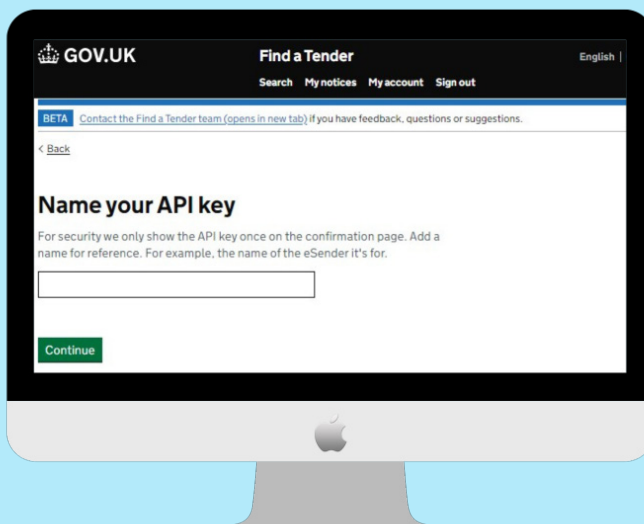 GOV.UK
Find a Tender
English |
Search My notices My account Sign out
BETA Contact the Find a Tender team (opens in new tab) if you have feedback, questions or suggestions.
< Back
Name your API key
For security we only show the API key once on the confirmation page. Add a
name for reference. For example, the name of the eSender it's for.
Continue